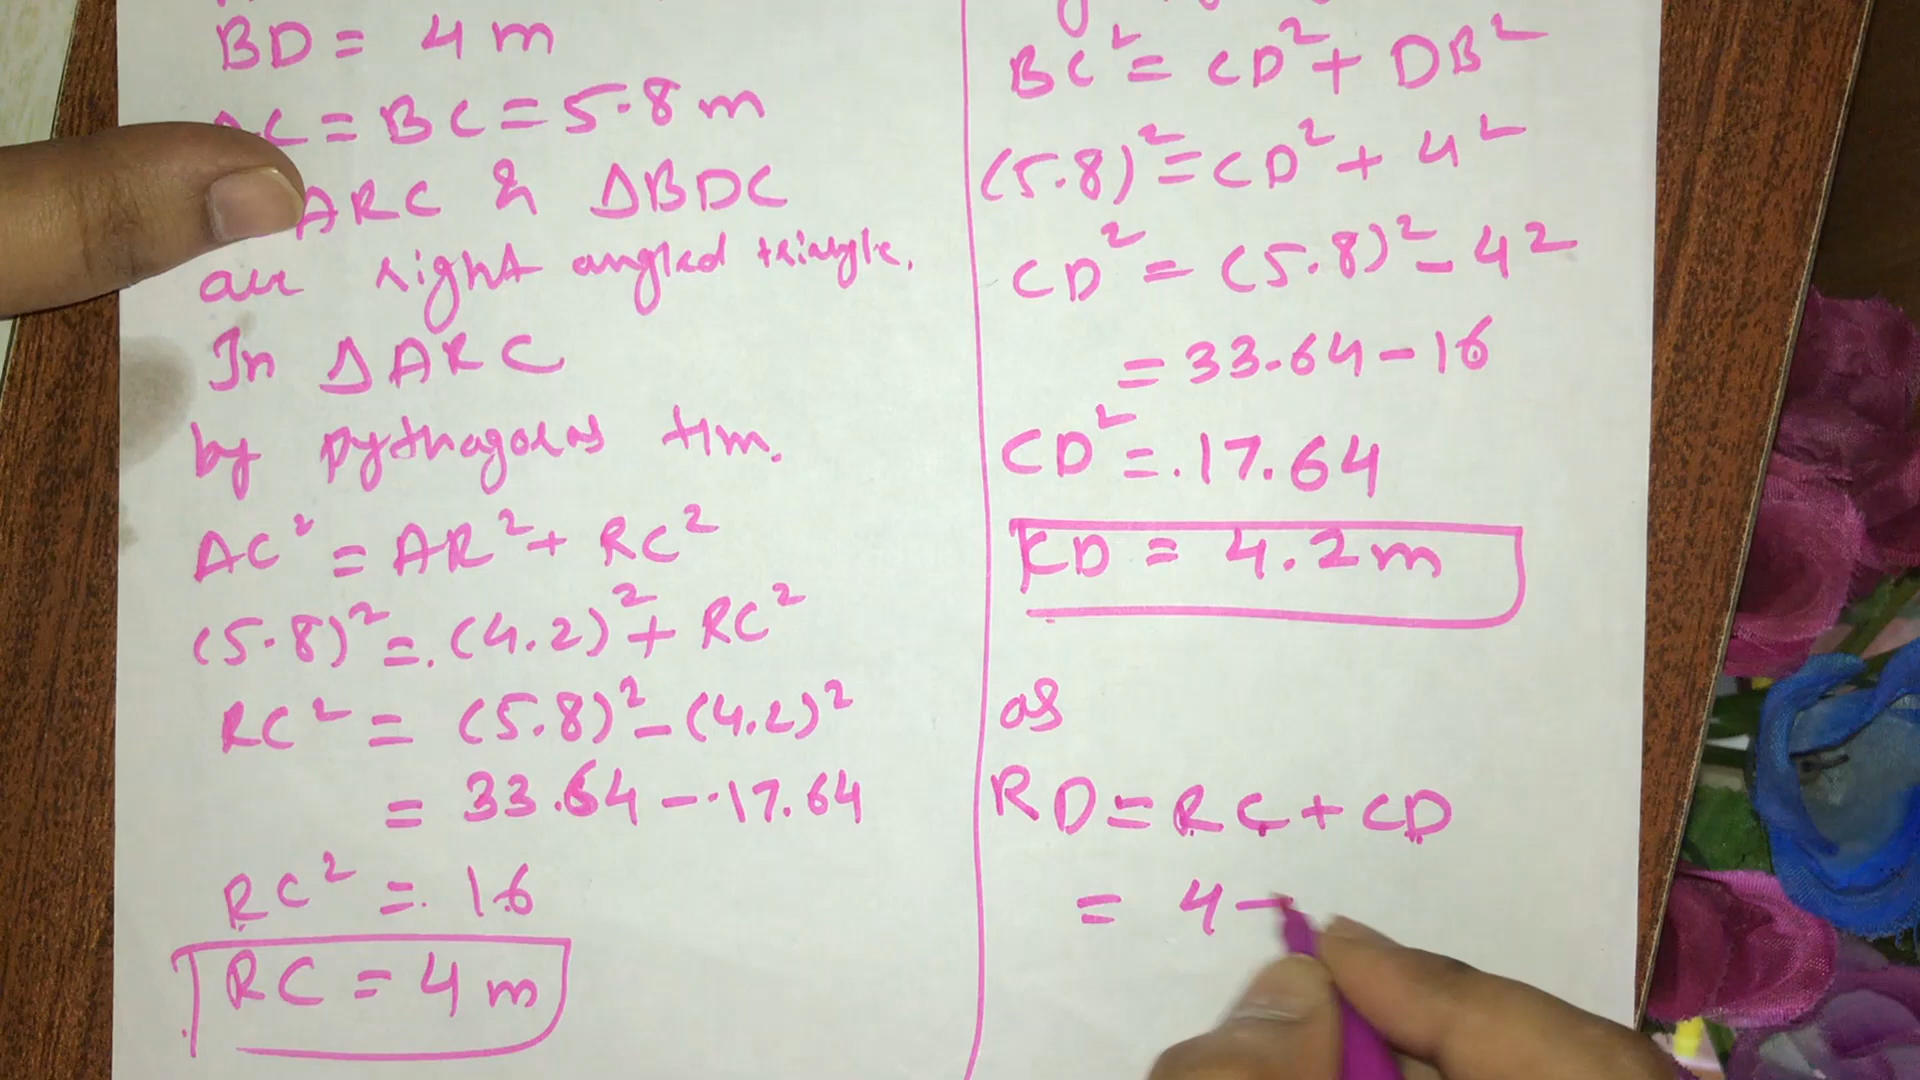 BD = 4 m
AC = BC = 5.8 m
ARC & ΔBDC
are right angled triangle.
In ΔARC
by pythagoras thm.
AC² = AR² + RC²
(5.8)² = (4.2)² + RC²
RC² = (5.8)² - (4.2)²
= 33.64 - 17.64
RC² = 16
RC = 4 m
BC² = CD² + DB²
(5.8)² = CD² + 4²
CD² = (5.8)² - 4²
= 33.64 - 16
CD² = 17.64
CD = 4.2 m
as
RD = RC + CD
= 4 -